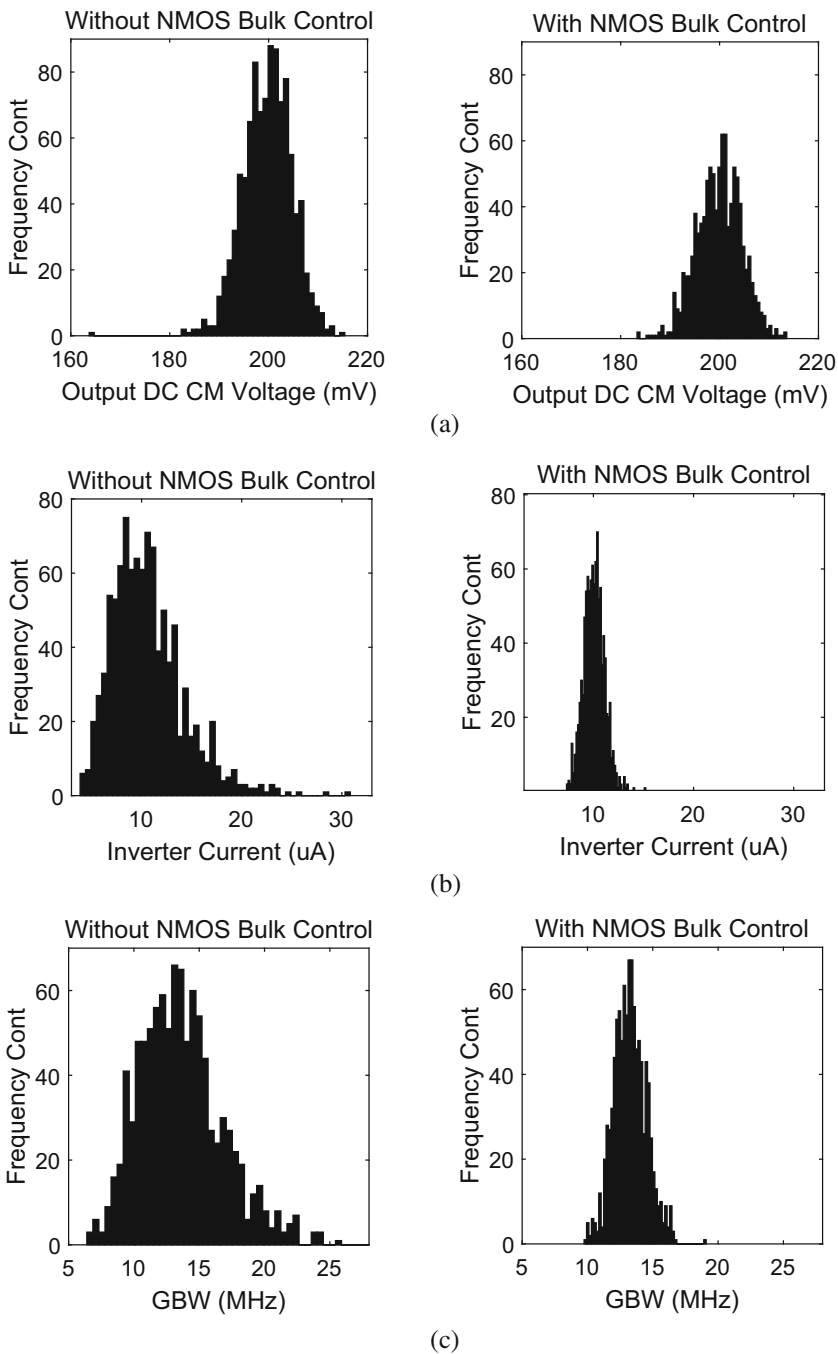 Without NMOS Bulk Control
Frequency Cont
80
60
40
20
0
160
180
200
220
Output DC CM Voltage (mV)
With NMOS Bulk Control
Frequency Cont
80
60
40
20
0
160
180
200
220
Output DC CM Voltage (mV)
(a)
Without NMOS Bulk Control
Frequency Cont
80
60
40
20
0
10
20
30
Inverter Current (uA)
With NMOS Bulk Control
Frequency Cont
80
60
40
20
10
20
30
Inverter Current (uA)
(b)
Without NMOS Bulk Control
Frequency Cont
60
40
20
0
5
10
15
20
25
GBW (MHz)
With NMOS Bulk Control
Frequency Cont
60
40
20
0
5
10
15
20
25
GBW (MHz)
(c)